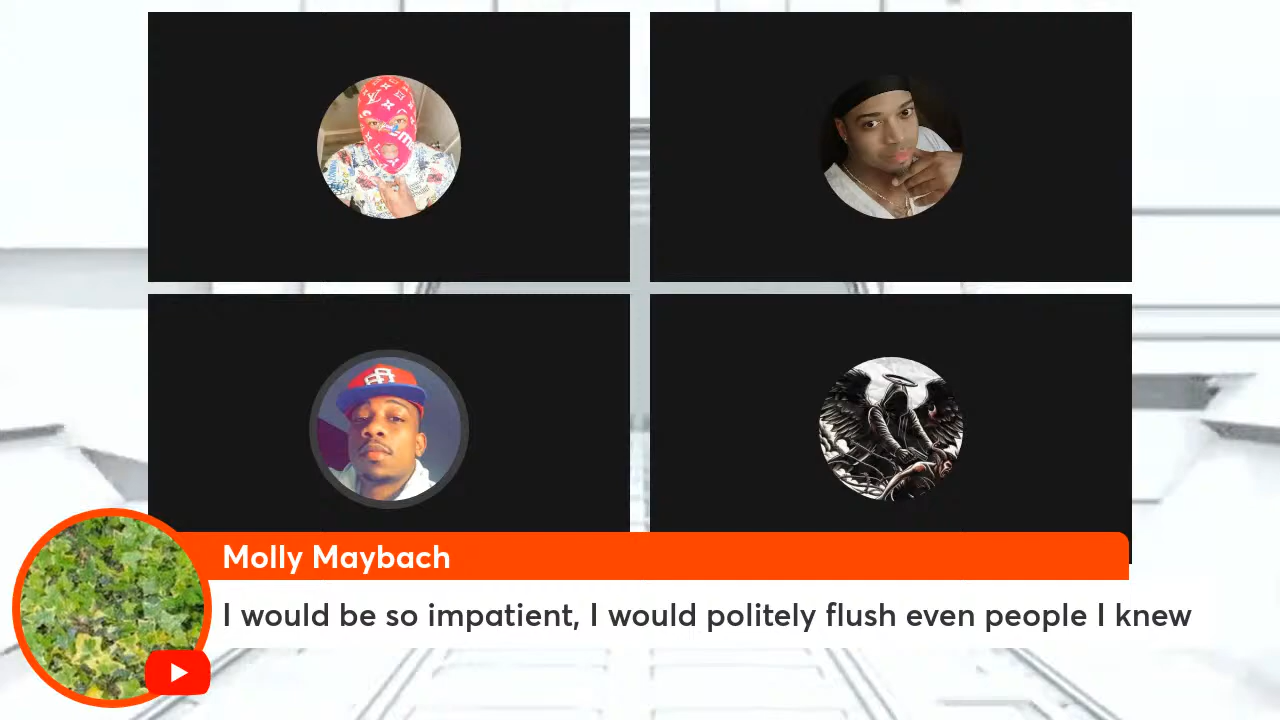 Molly Maybach
I would be so impatient, I would politely flush even people I knew